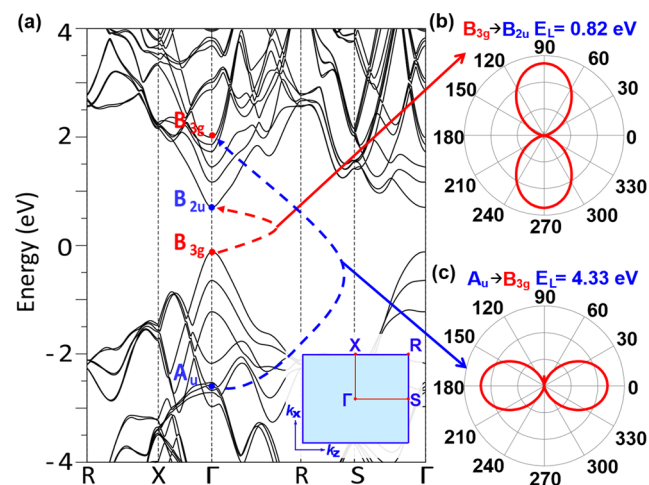 (a)
Energy (eV)
4
2
0
-2
-4
B3g
B2u
B3g
Au
X R
Γ S
kx
kz
R X Γ R S Γ
(b)
B3g→B2u EL= 0.82 eV
90
120 60
150 30
180 0
210 330
240 300
270
(c)
Au→B3g EL= 4.33 eV
90
120 60
150 30
180 0
210 330
240 300
270